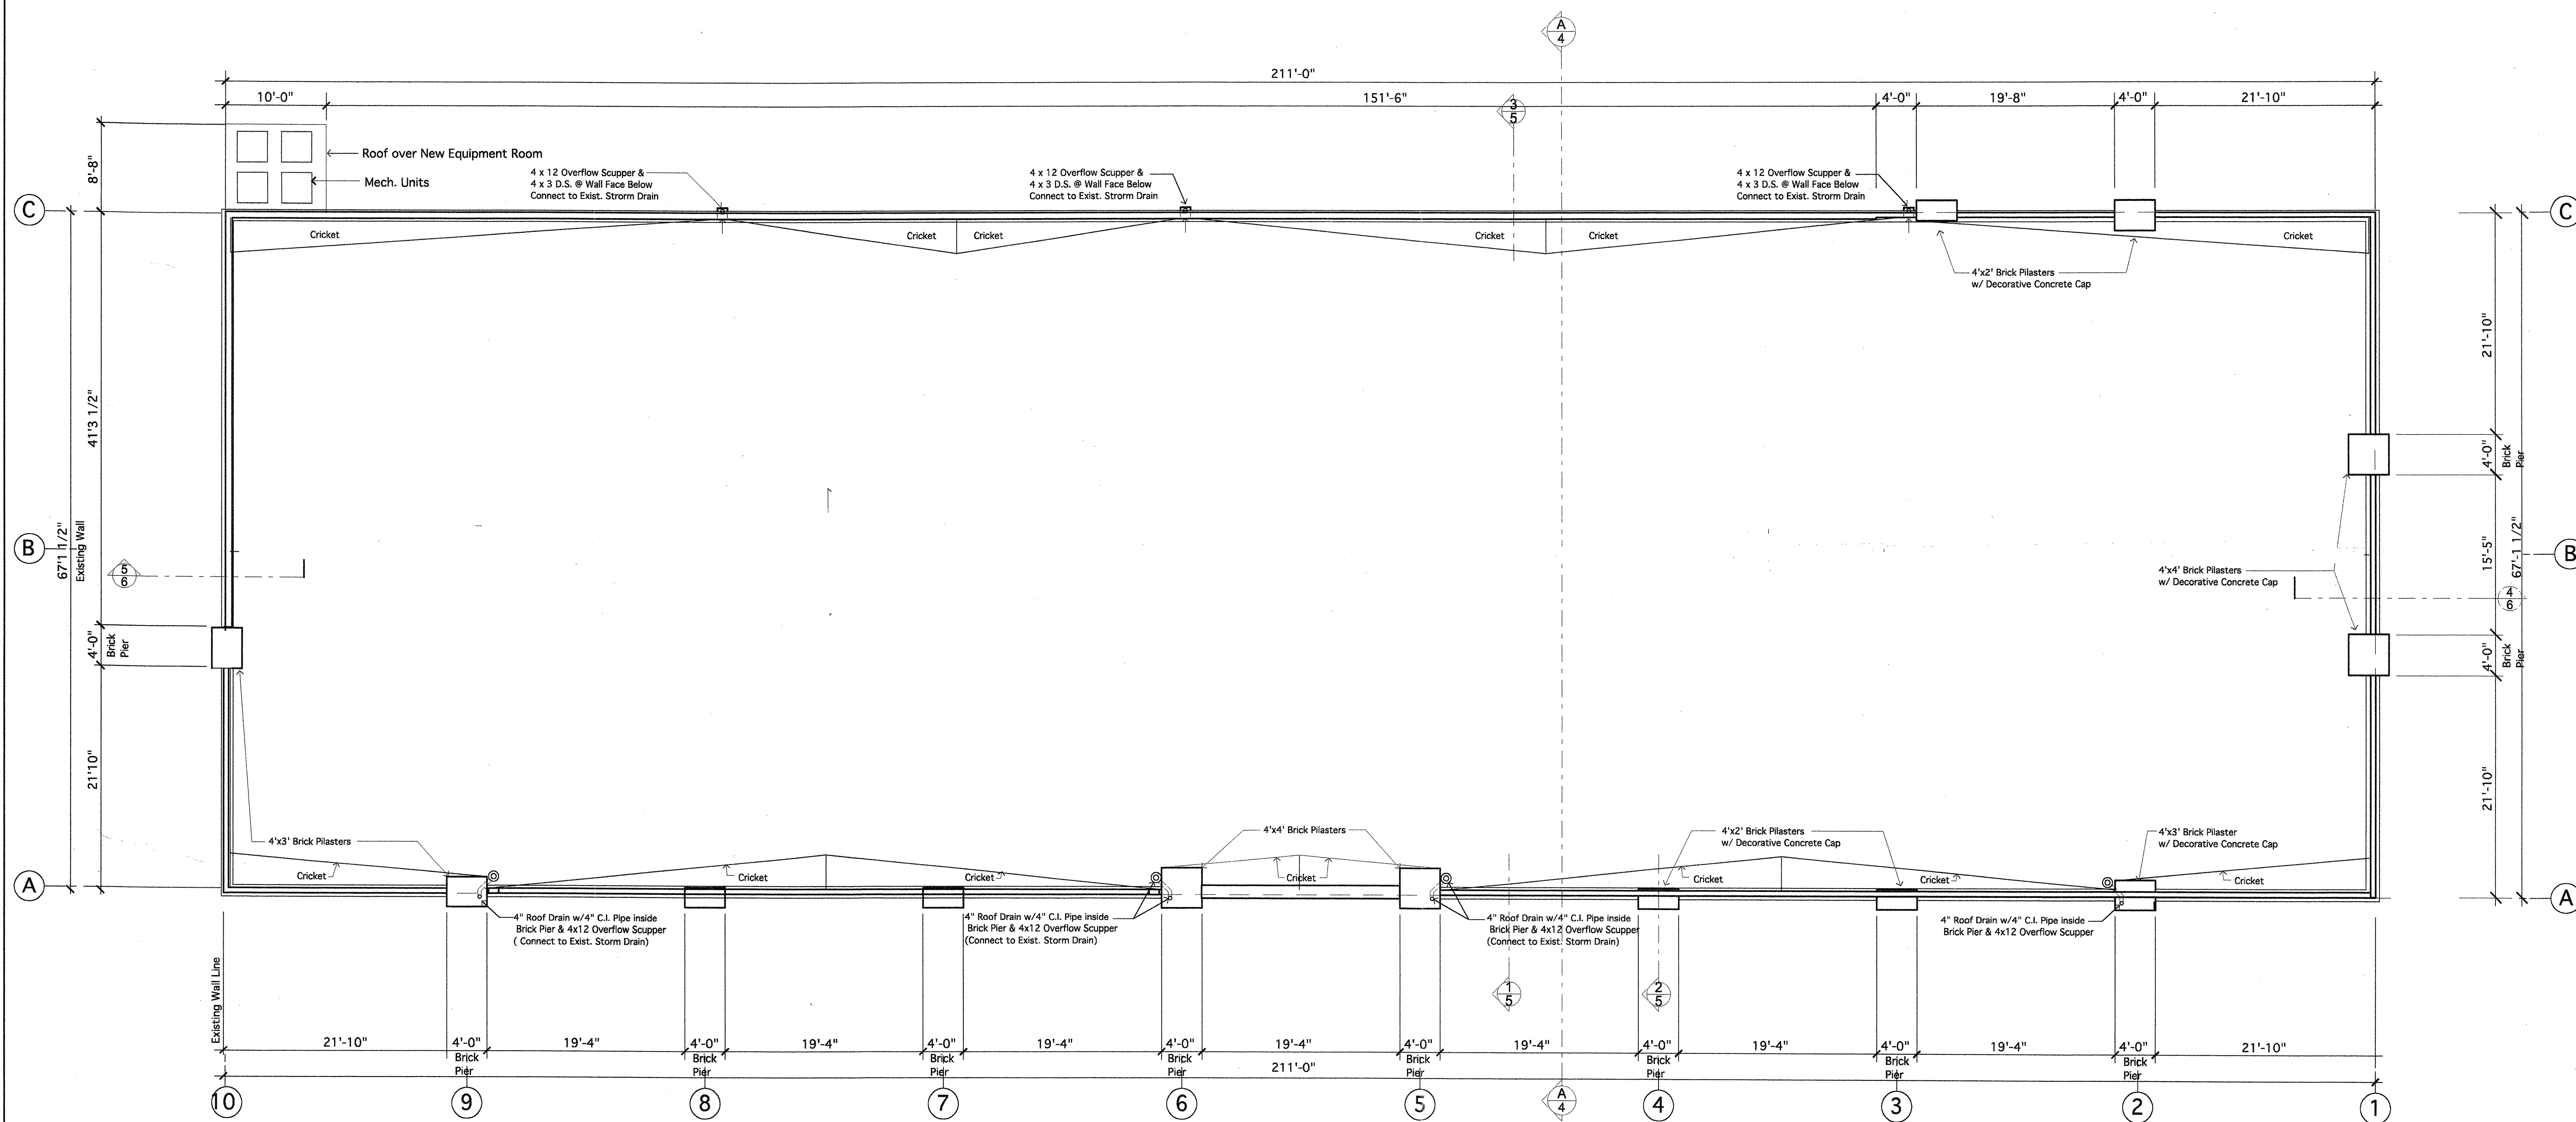 A
4
211'-0"
10'-0"
151'-6"
4'-0"
19'-8"
4'-0"
21'-10"
3
5
8'-8"
Roof over New Equipment Room
Mech. Units
4 x 12 Overflow Scupper &
4 x 3 D.S. @ Wall Face Below
Connect to Exist. Strorm Drain
4 x 12 Overflow Scupper &
4 x 3 D.S. @ Wall Face Below
Connect to Exist. Strorm Drain
4 x 12 Overflow Scupper &
4 x 3 D.S. @ Wall Face Below
Connect to Exist. Strorm Drain
C
C
Cricket
Cricket
Cricket
Cricket
Cricket
Cricket
4'x2' Brick Pilasters
w/ Decorative Concrete Cap
41'3 1/2"
21'-10"
4'-0"
Brick
Pier
67'1 1/2"
Existing Wall
B
5
6
15'-5"
67'-1 1/2"
B
4'x4' Brick Pilasters
w/ Decorative Concrete Cap
4
6
4'-0"
Brick
Pier
4'-0"
Brick
Pier
21'10"
21'-10"
4'x3' Brick Pilasters
4'x4' Brick Pilasters
4'x2' Brick Pilasters
w/ Decorative Concrete Cap
4'x3' Brick Pilaster
w/ Decorative Concrete Cap
A
Cricket
Cricket
Cricket
Cricket
Cricket
Cricket
Cricket
A
4" Roof Drain w/4" C.I. Pipe inside
Brick Pier & 4x12 Overflow Scupper
( Connect to Exist. Storm Drain)
4" Roof Drain w/4" C.I. Pipe inside
Brick Pier & 4x12 Overflow Scupper
(Connect to Exist. Storm Drain)
4" Roof Drain w/4" C.I. Pipe inside
Brick Pier & 4x12 Overflow Scupper
(Connect to Exist. Storm Drain)
4" Roof Drain w/4" C.I. Pipe inside
Brick Pier & 4x12 Overflow Scupper
Existing Wall Line
1
5
2
5
21'-10"
4'-0"
19'-4"
4'-0"
19'-4"
4'-0"
19'-4"
4'-0"
19'-4"
4'-0"
19'-4"
4'-0"
19'-4"
4'-0"
19'-4"
4'-0"
21'-10"
Brick
Pier
Brick
Pier
Brick
Pier
Brick
Pier
Brick
Pier
Brick
Pier
Brick
Pier
Brick
Pier
211'-0"
10
9
8
7
6
5
A
4
4
3
2
1